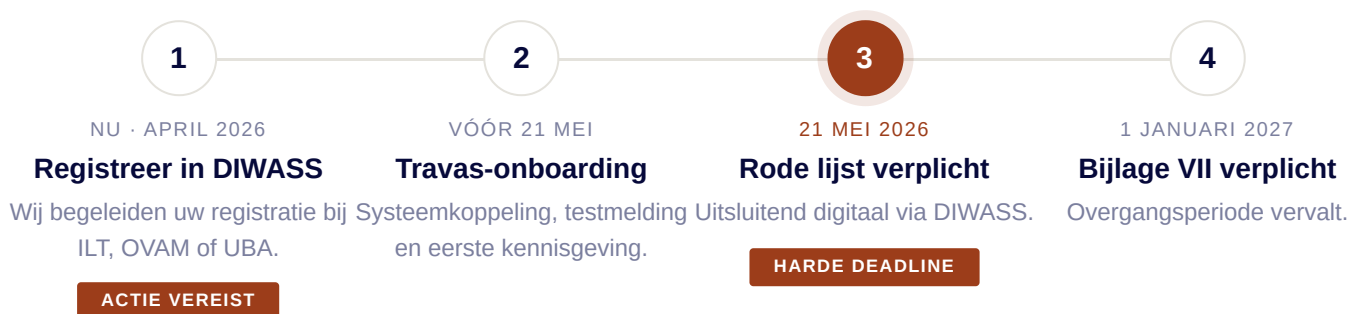 1
2
3
4
NU · APRIL 2026
Registreer in DIWASS
Wij begeleiden uw registratie bij
ILT, OVAM of UBA.
ACTIE VEREIST
VÓÓR 21 MEI
Travas-onboarding
Systeemkoppeling, testmelding
en eerste kennisgeving.
21 MEI 2026
Rode lijst verplicht
Uitsluitend digitaal via DIWASS.
HARDE DEADLINE
1 JANUARI 2027
Bijlage VII verplicht
Overgangsperiode vervalt.